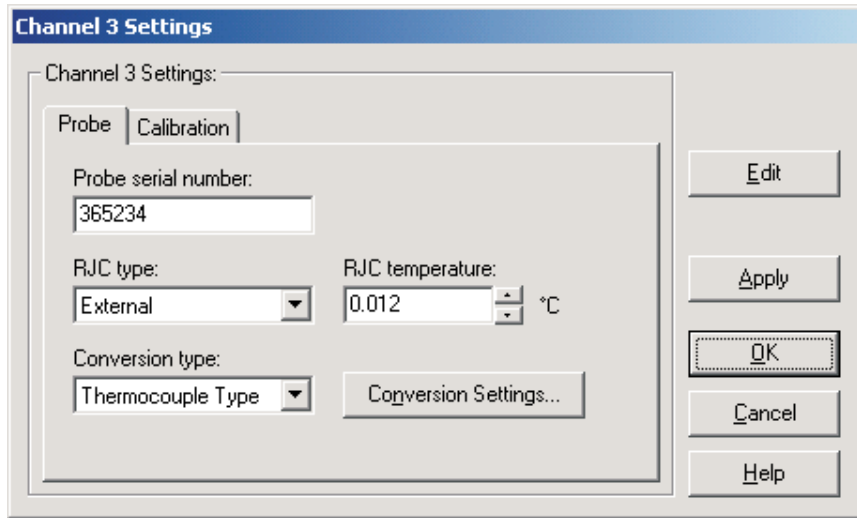 Channel 3 Settings
Channel 3 Settings:
Probe
Calibration
Probe serial number:
365234
RJC type:
RJC temperature:
External
0.012
°C
Conversion type:
Thermocouple Type
Conversion Settings...
Edit
Apply
OK
Cancel
Help